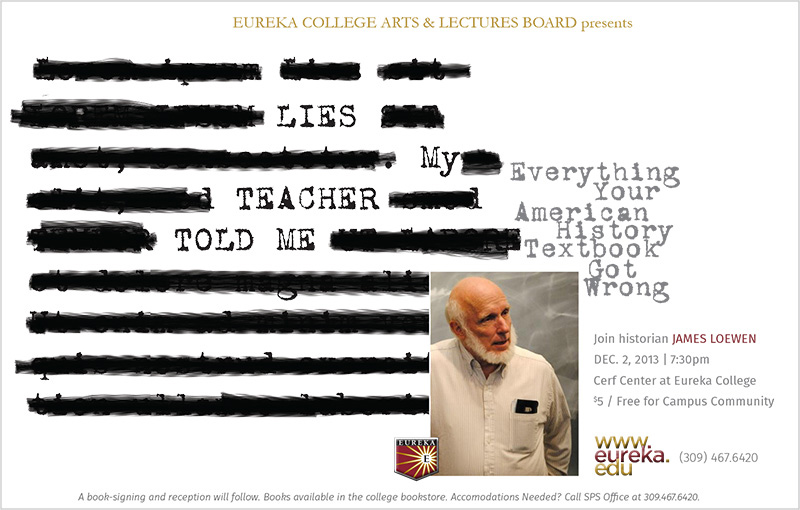 EUREKA COLLEGE ARTS & LECTURES BOARD presents
LIES
My
TEACHER
TOLD ME
Everything
Your
American
History
Textbook
Got
Wrong
Join historian JAMES LOEWEN
DEC. 2, 2013 | 7:30pm
Cerf Center at Eureka College
$5 / Free for Campus Community
EUREKA
E
www.
eureka.
edu
(309) 467.6420
A book-signing and reception will follow. Books available in the college bookstore. Accomodations Needed? Call SPS Office at 309.467.6420.